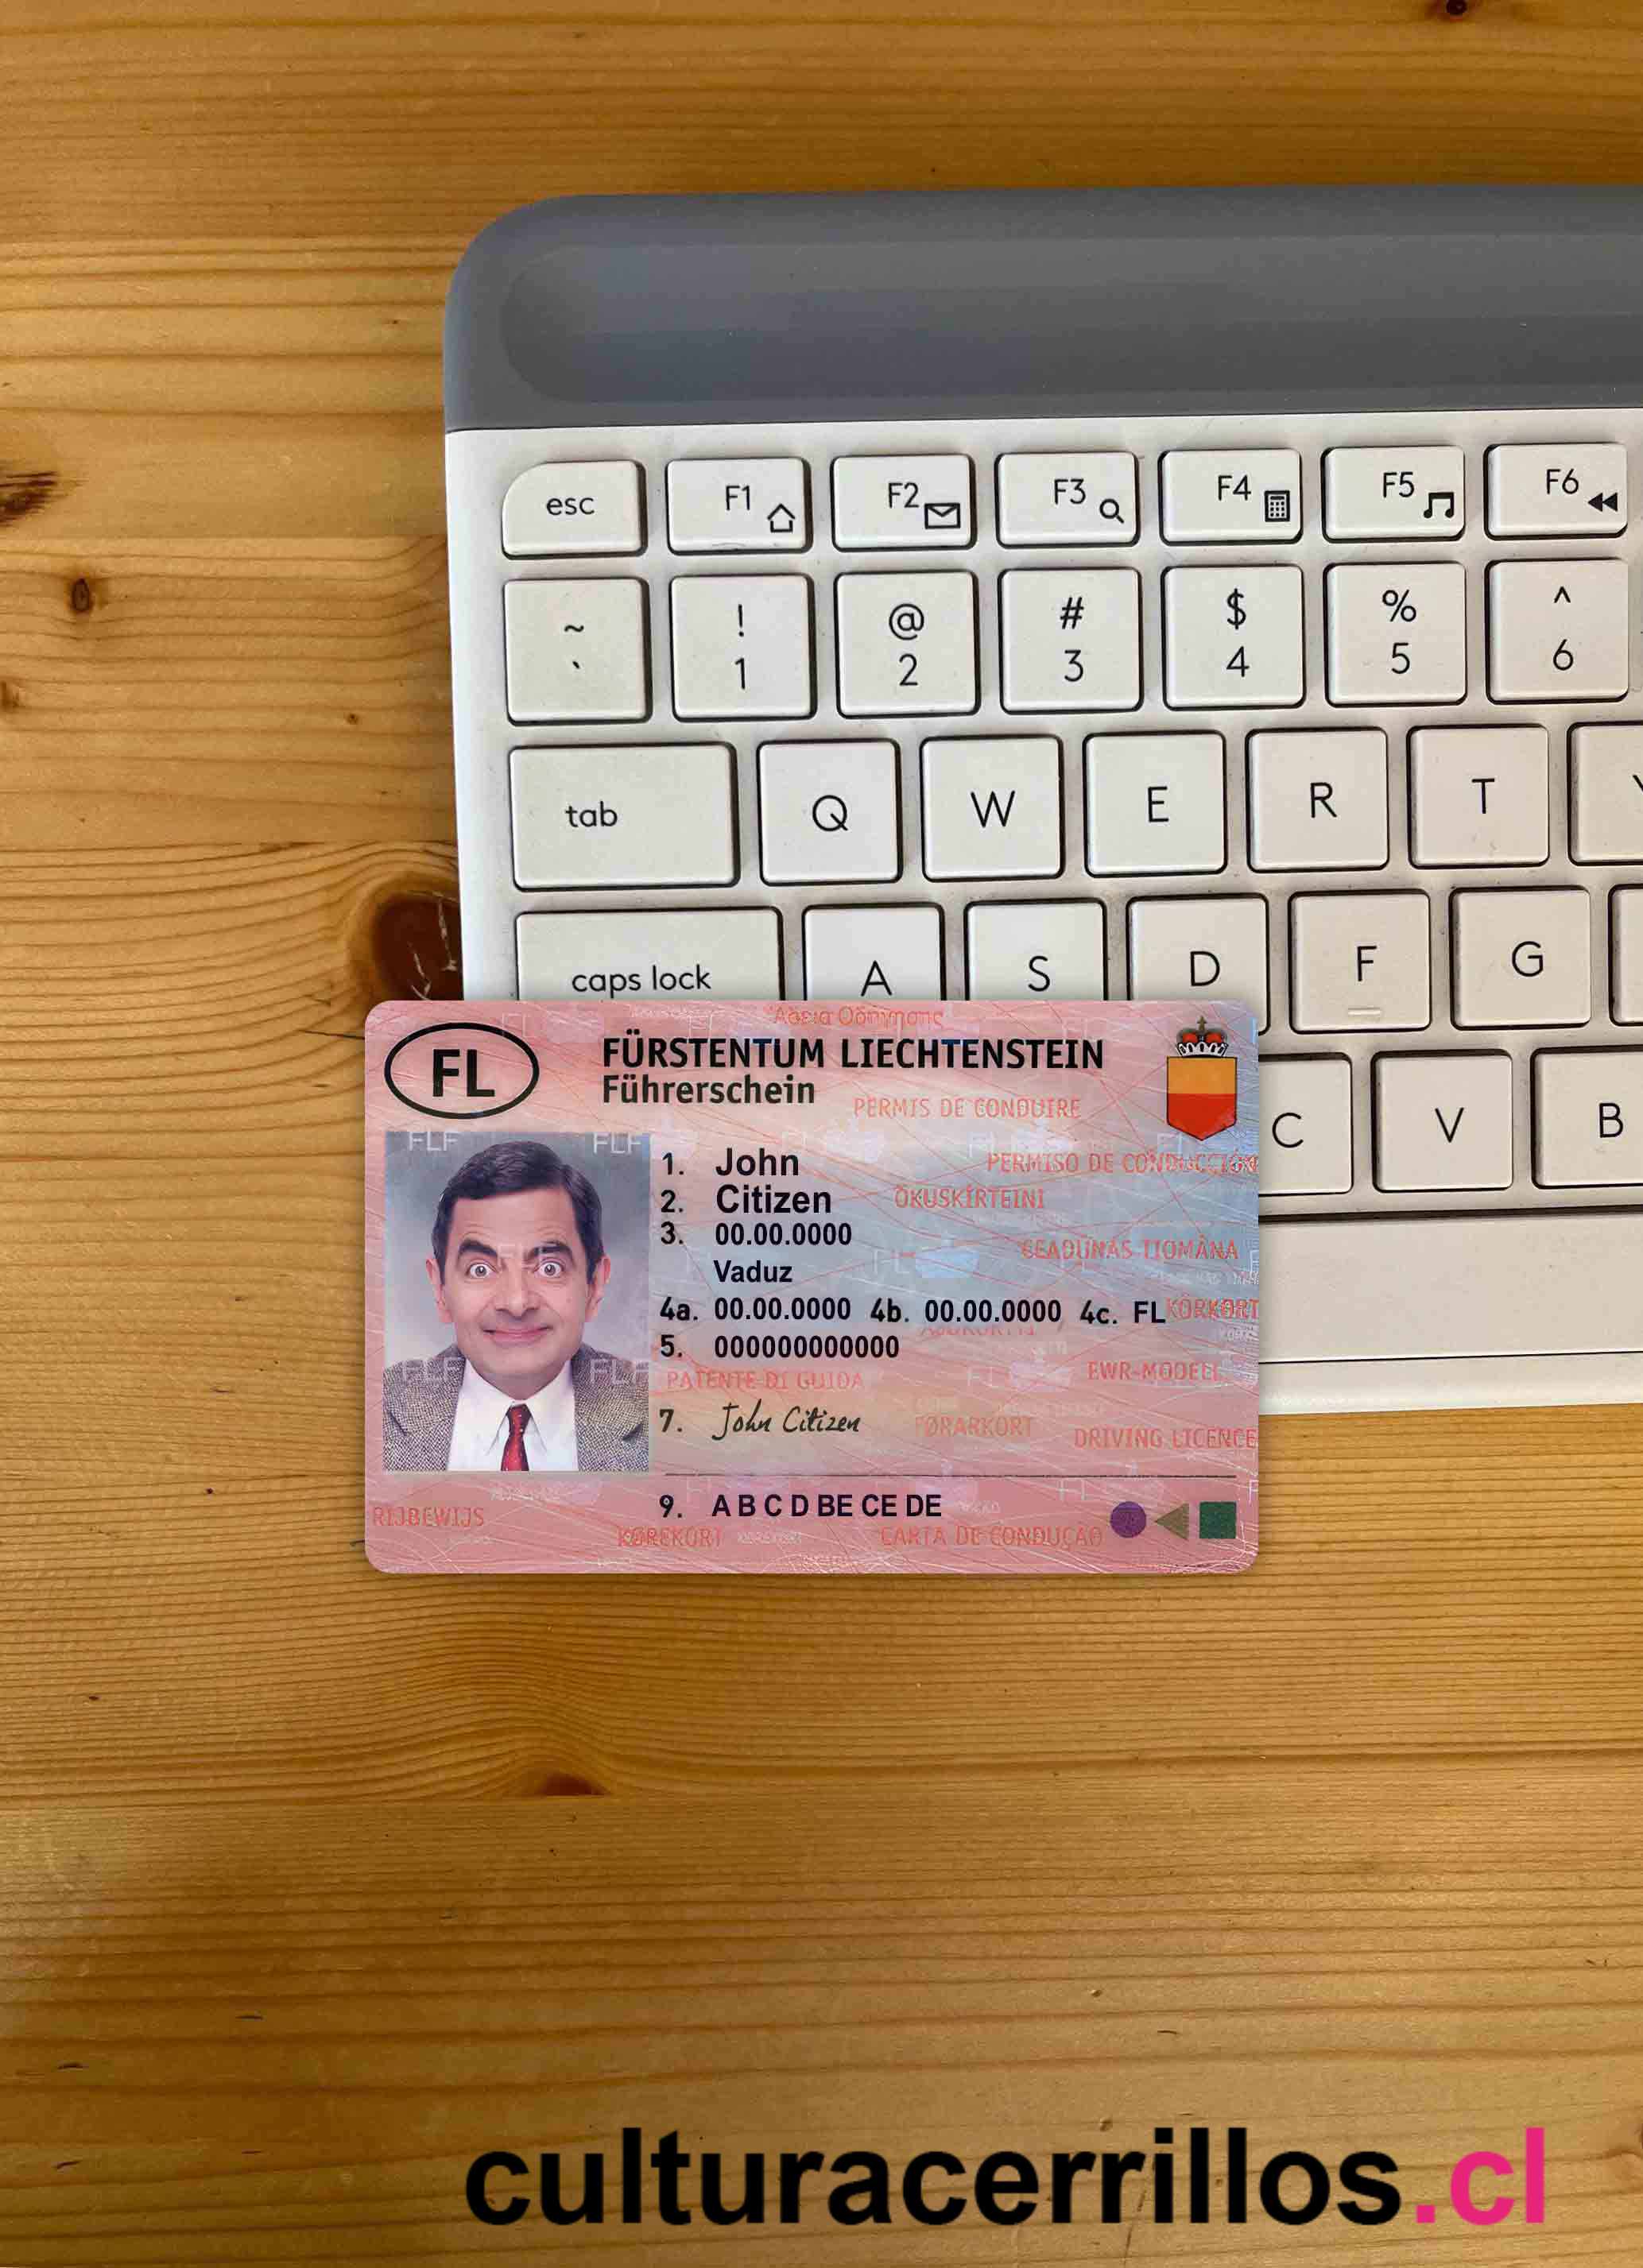 esc F1 F2 F3 F4 F5 F6
~ ! @ # $ % ^
` 1 2 3 4 5 6
tab Q W E R T
caps lock A S D F G
C V B
Άδεια Οδήγησης
FL FÜRSTENTUM LIECHTENSTEIN
Führerschein PERMIS DE CONDUIRE
FLF FLF
1. John PERMISO DE CONDUCCIÓN
2. Citizen ÖKUSKÍRTEINI
3. 00.00.0000
CEADÚNAS TIOMÁNA
Vaduz
4a. 00.00.0000 4b. 00.00.0000 4c. FL KÖRKORT
5. 000000000000
FLF FLF
PATENTE DI GUIDA EWR-MODELL
7. John Citizen FØRARKORT DRIVING LICENCE
9. A B C D BE CE DE
RIJBEWIJS KØREKORT CARTA DE CONDUÇÃO
culturacerrillos.cl